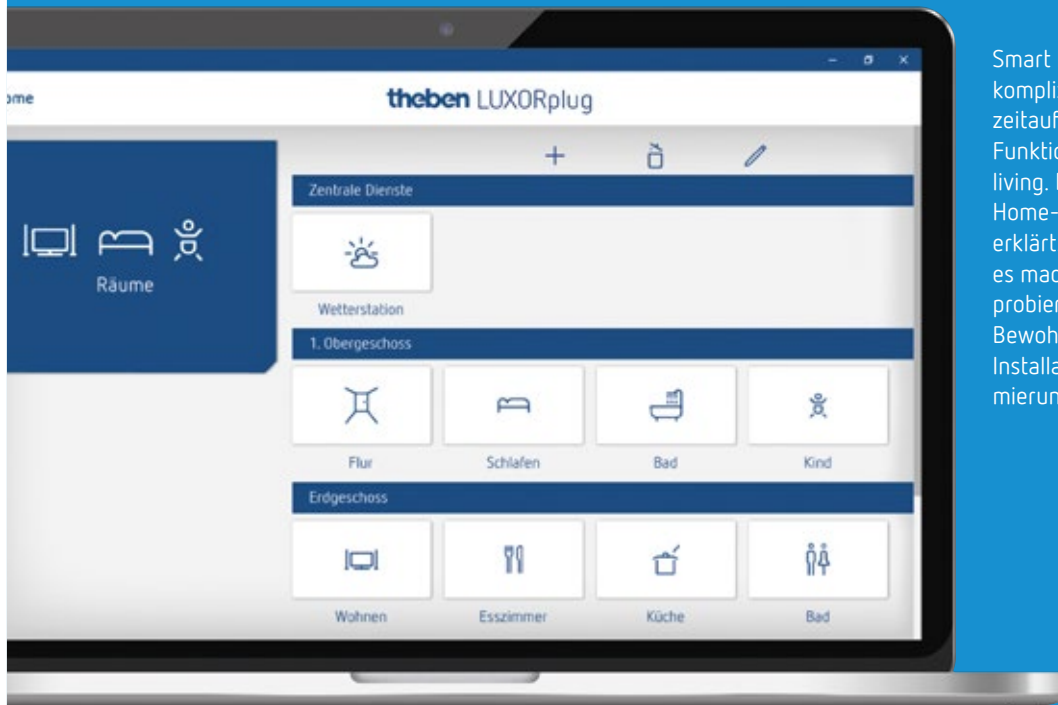 ome
theben LUXORplug
Räume
Zentrale Dienste
Wetterstation
1. Obergeschoss
Flur Schlafen Bad Kind
Erdgeschoss
Wohnen Esszimmer Küche Bad
Smart
kompli
zeitauf
Funktio
living.
Home-
erklärt
es mac
probier
Bewoh
Installa
mierun